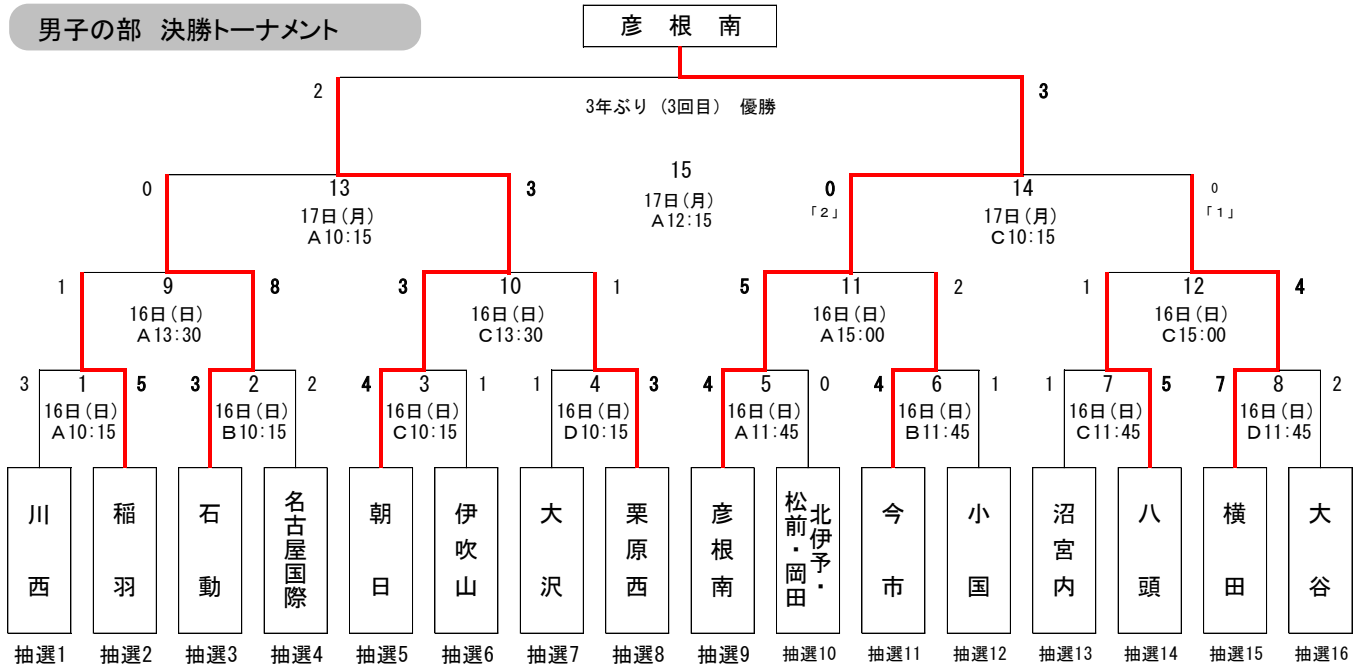 男子の部 決勝トーナメント
彦根南
2
3
3年ぶり (3回目) 優勝
15
17日(月)
A12:15
0
13
3
17日(月)
A10:15
0
「2」
14
0
「1」
17日(月)
C10:15
1
9
8
16日(日)
A13:30
3
10
1
16日(日)
C13:30
5
11
2
16日(日)
A15:00
1
12
4
16日(日)
C15:00
3
1
5
16日(日)
A10:15
3
2
2
16日(日)
B10:15
4
3
1
16日(日)
C10:15
1
4
3
16日(日)
D10:15
4
5
0
16日(日)
A11:45
4
6
1
16日(日)
B11:45
1
7
5
16日(日)
C11:45
7
8
2
16日(日)
D11:45
川西
稲羽
石動
名古屋国際
朝日
伊吹山
大沢
栗原西
彦根南
北伊予・
松前・岡田
今市
小国
沼宮内
八頭
横田
大谷
抽選1
抽選2
抽選3
抽選4
抽選5
抽選6
抽選7
抽選8
抽選9
抽選10
抽選11
抽選12
抽選13
抽選14
抽選15
抽選16